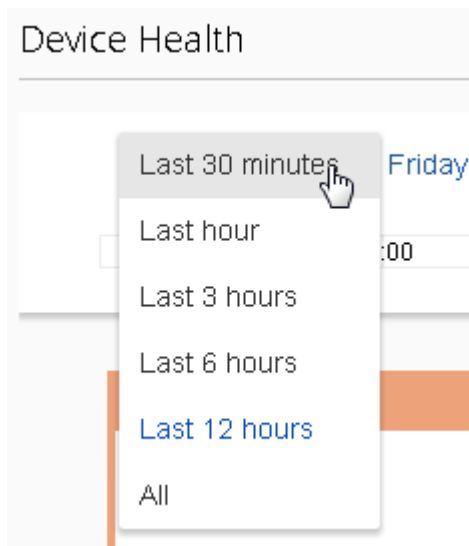 Device Health
Last 30 minutes Friday
Last hour
:00
Last 3 hours
Last 6 hours
Last 12 hours
All